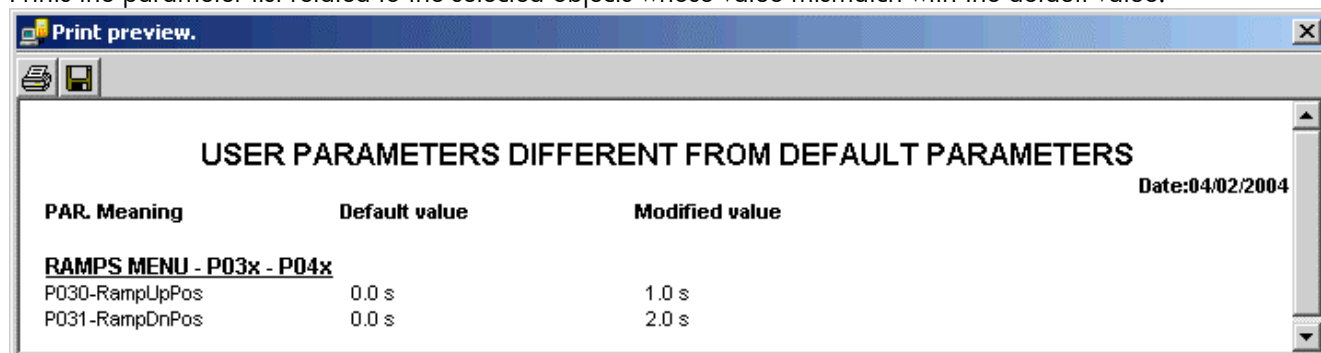 Prints the parameter list related to the selected objects whose value mismatch with the default value.
Print preview.
USER PARAMETERS DIFFERENT FROM DEFAULT PARAMETERS
Date:04/02/2004
PAR. Meaning Default value Modified value
RAMPS MENU - P03x - P04x
P030-RampUpPos 0.0 s 1.0 s
P031-RampDnPos 0.0 s 2.0 s